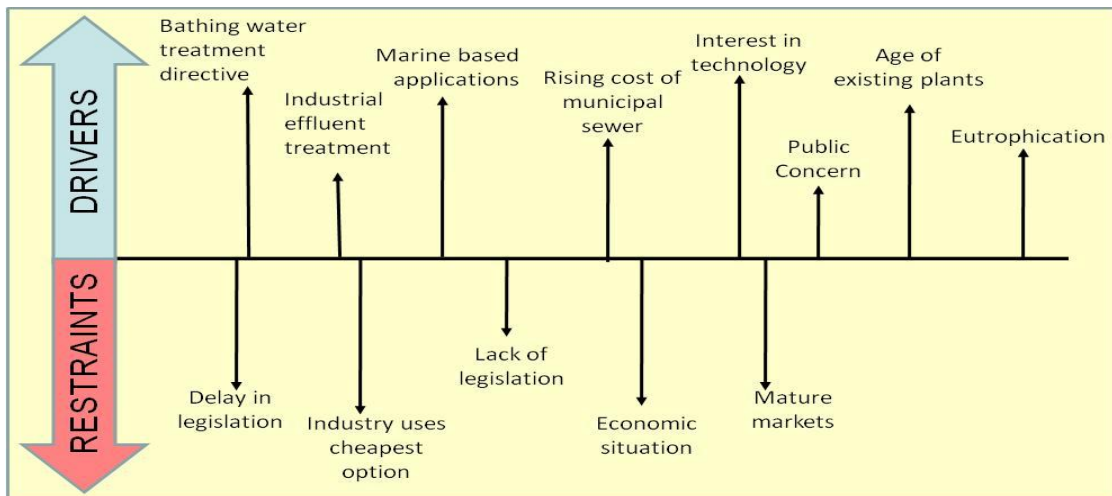 DRIVERS
Bathing water
treatment
directive
Industrial
effluent
treatment
Marine based
applications
Rising cost of
municipal
sewer
Interest in
technology
Public
Concern
Age of
existing plants
Eutrophication
RESTRAINTS
Delay in
legislation
Industry uses
cheapest
option
Lack of
legislation
Economic
situation
Mature
markets